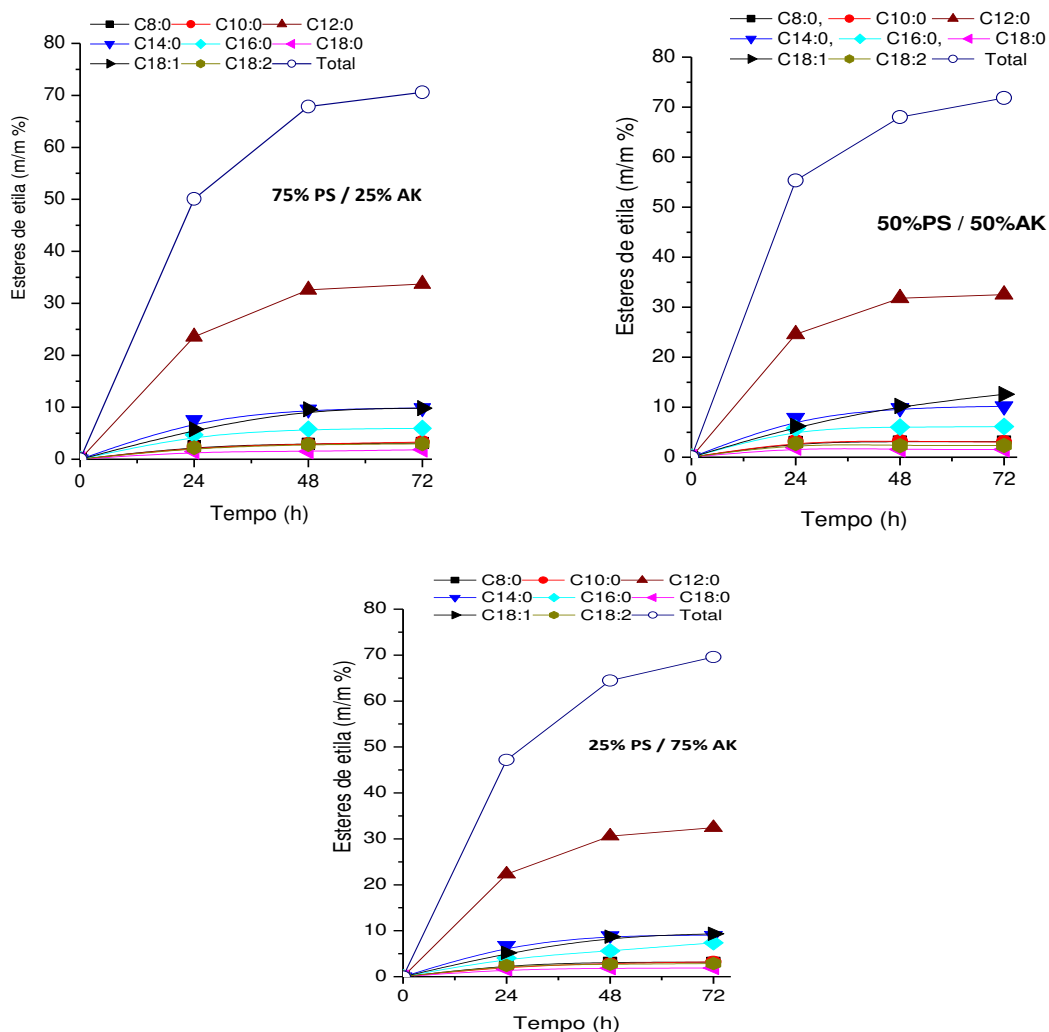 C8:0 C10:0 C12:0
C14:0 C16:0 C18:0
C18:1 C18:2 Total
80
70
60
50
40
30
20
10
0
Esteres de etila (m/m %)
75% PS / 25% AK
0 24 48 72
Tempo (h)
C8:0, C10:0 C12:0
C14:0, C16:0, C18:0
C18:1 C18:2 Total
80
70
60
50
40
30
20
10
0
Esteres de etila (m/m %)
50%PS / 50%AK
0 24 48 72
Tempo (h)
C8:0 C10:0 C12:0
C14:0 C16:0 C18:0
C18:1 C18:2 Total
80
70
60
50
40
30
20
10
0
Esteres de etila (m/m %)
25% PS / 75% AK
0 24 48 72
Tempo (h)